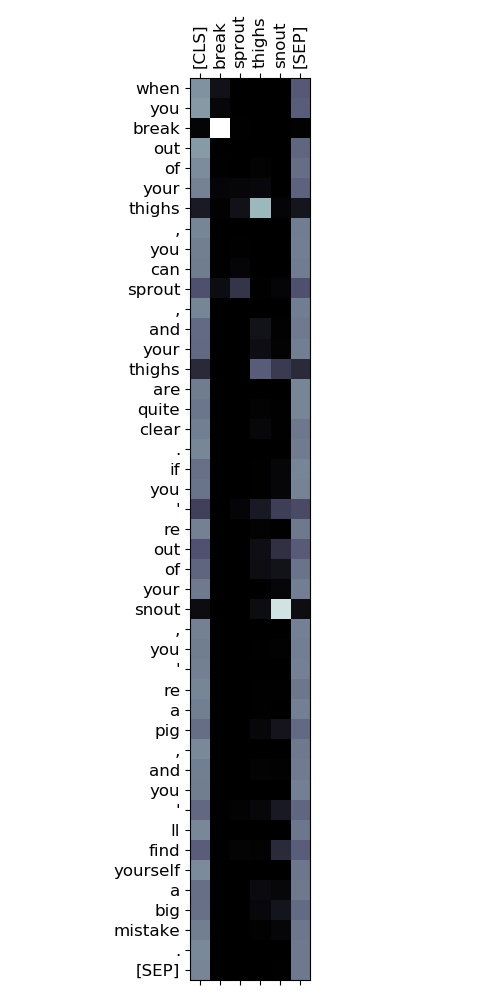 [CLS]
break
sprout
thighs
snout
[SEP]
when
you
break
out
of
your
thighs
,
you
can
sprout
,
and
your
thighs
are
quite
clear
.
if
you
'
re
out
of
your
snout
,
you
'
re
a
pig
,
and
you
'
ll
find
yourself
a
big
mistake
.
[SEP]